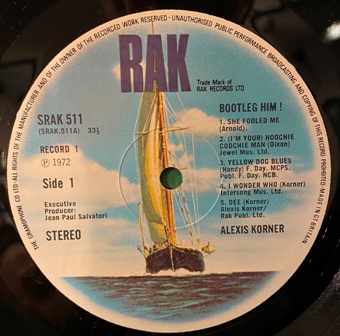 THE GRAMOPHONE CO LTD · ALL RIGHTS OF THE MANUFACTURER AND OF THE OWNER OF THE RECORDED WORK RESERVED · UNAUTHORISED PUBLIC PERFORMANCE BROADCASTING AND COPYING OF THIS RECORD PROHIBITED · MADE IN GT BRITAIN
RAK
Trade Mark of
RAK RECORDS LTD
SRAK 511
(SRAK.511A) 33⅓
RECORD 1
℗ 1972
Side 1
Executive
Producer:
Jean Paul Salvatori
STEREO
BOOTLEG HIM !
1. SHE FOOLED ME
(Arnold).
2. (I'M YOUR) HOOCHIE
COOCHIE MAN (Dixon)
Jewel Mus. Ltd.
3. YELLOW DOG BLUES
(Handy) F. Day. MCPS.
Publ. F. Day. NCB.
4. I WONDER WHO (Korner)
Intersong Mus. Ltd.
5. DEE (Korner)
Alexis Korner/
Rak Publ. Ltd.
ALEXIS KORNER